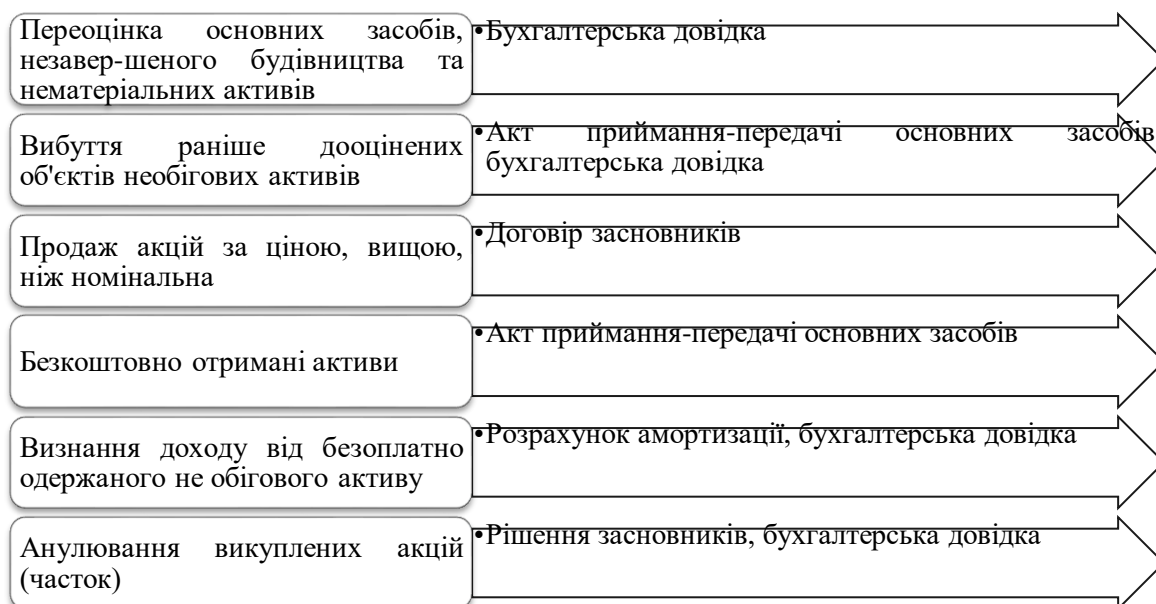 Переоцінка основних засобів,
незавер-шеного будівництва та
нематеріальних активів
•Бухгалтерська довідка
Вибуття раніше дооцінених
об'єктів необігових активів
•Акт приймання-передачі основних засобів
бухгалтерська довідка
Продаж акцій за ціною, вищою,
ніж номінальна
•Договір засновників
Безкоштовно отримані активи
•Акт приймання-передачі основних засобів
Визнання доходу від безоплатно
одержаного не обігового активу
•Розрахунок амортизації, бухгалтерська довідка
Анулювання викуплених акцій
(часток)
•Рішення засновників, бухгалтерська довідка